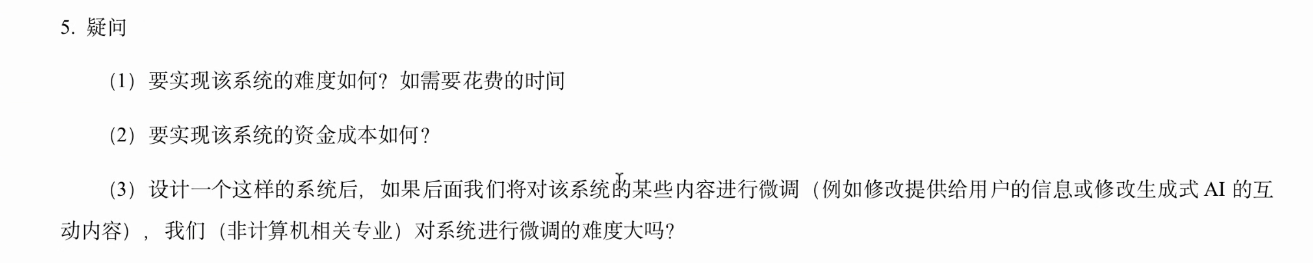 5. 疑问
（1）要实现该系统的难度如何？如需要花费的时间
（2）要实现该系统的资金成本如何？
（3）设计一个这样的系统后，如果后面我们将对该系统的某些内容进行微调（例如修改提供给用户的信息或修改生成式 AI 的互
动内容），我们（非计算机相关专业）对系统进行微调的难度大吗？